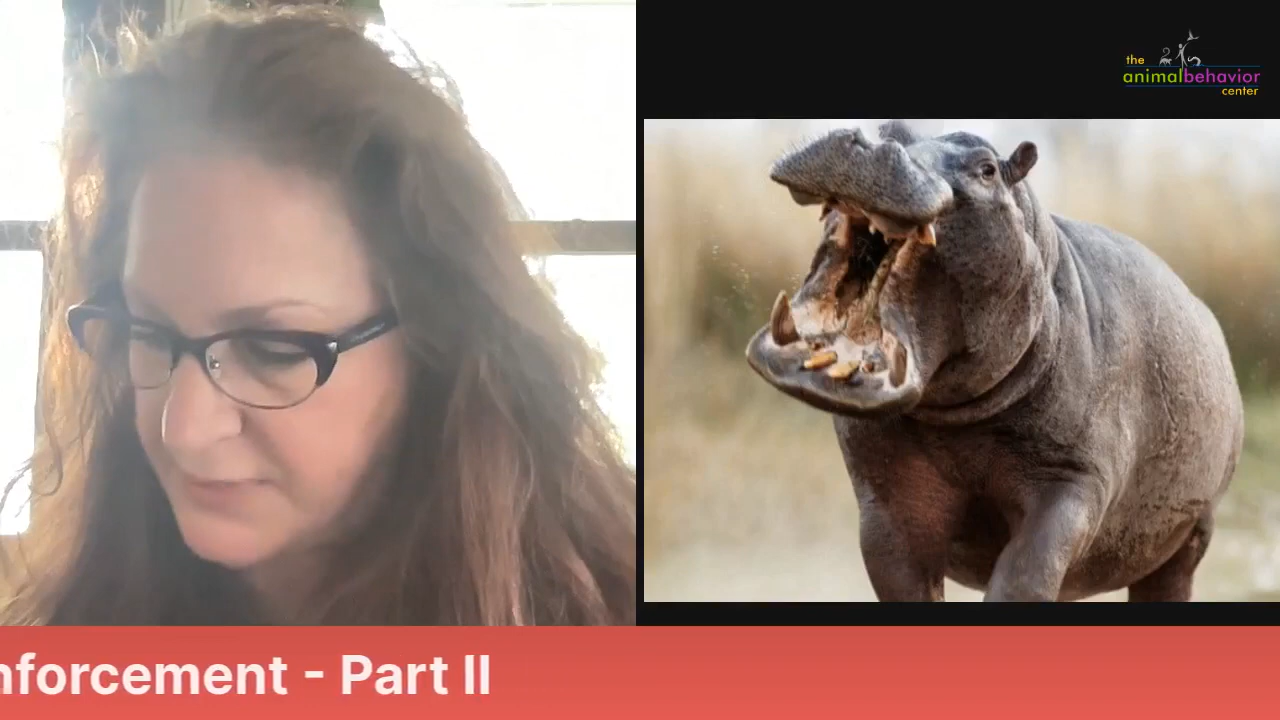 the
animalbehavior
center
nforcement - Part II